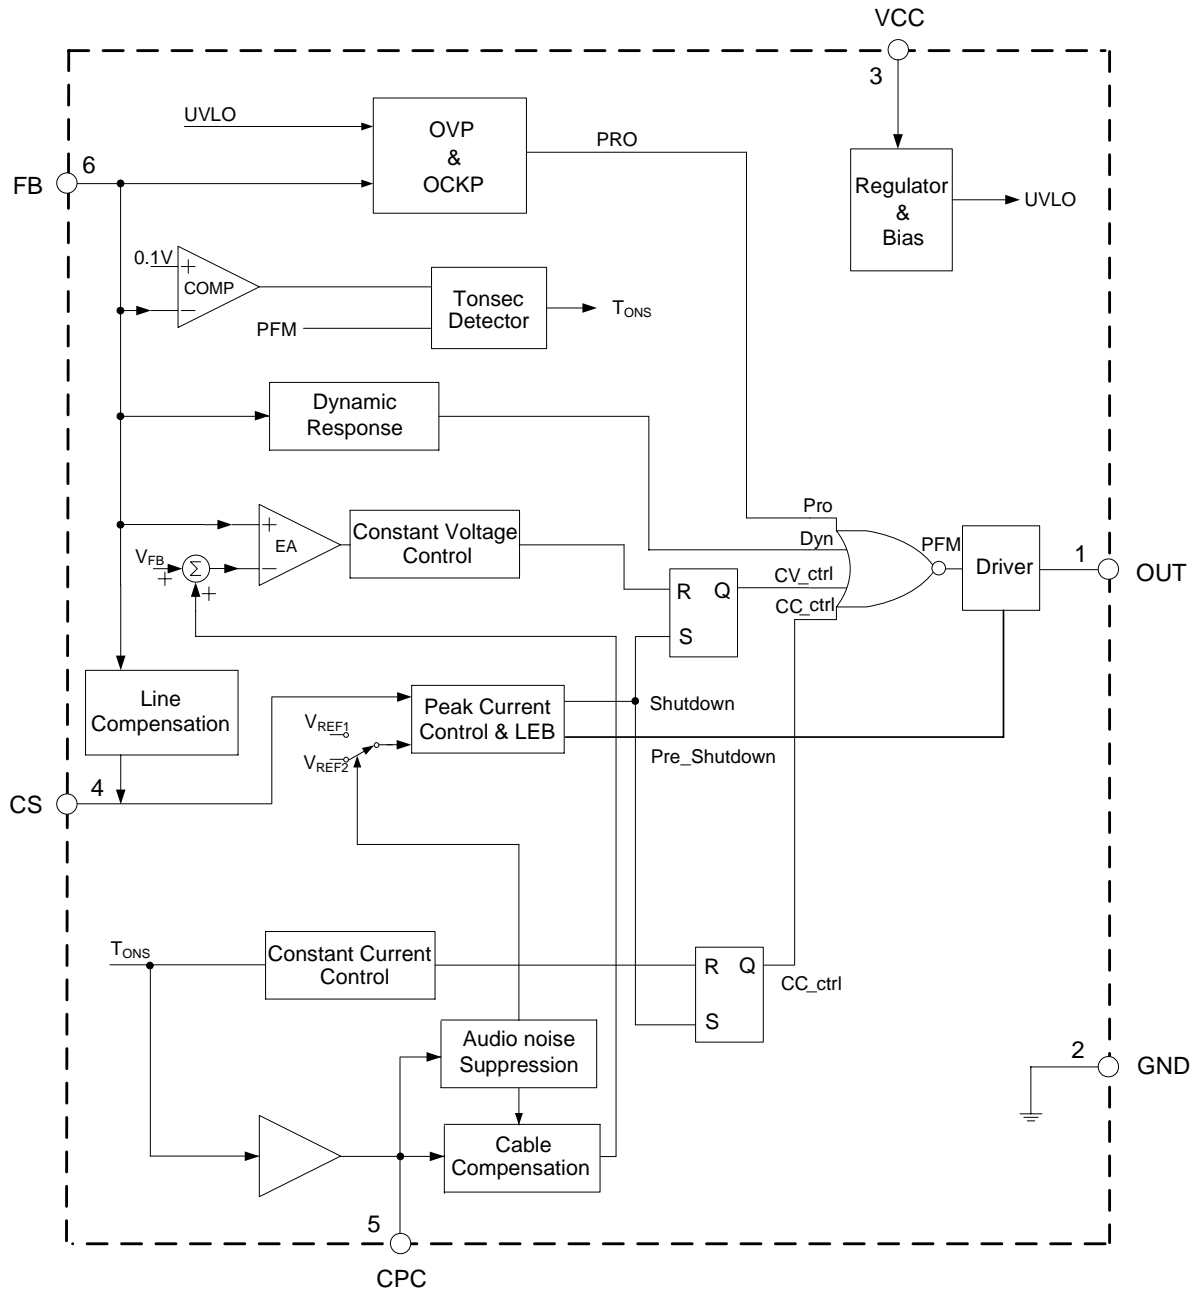 VCC
3
UVLO
OVP
&
OCKP
PRO
6
FB
Regulator
&
Bias
UVLO
0.1V
+
COMP
−
Tonsec
Detector
TONS
PFM
Dynamic
Response
Pro
Dyn
+
EA
−
Constant Voltage
Control
VFB
+
Σ
+
R Q
S
CV_ctrl
CC_ctrl
PFM
Driver
1
OUT
Line
Compensation
Peak Current
Control & LEB
Shutdown
Pre_Shutdown
VREF1
VREF2
4
CS
TONS
Constant Current
Control
R Q
S
CC_ctrl
Audio noise
Suppression
2
GND
Cable
Compensation
5
CPC